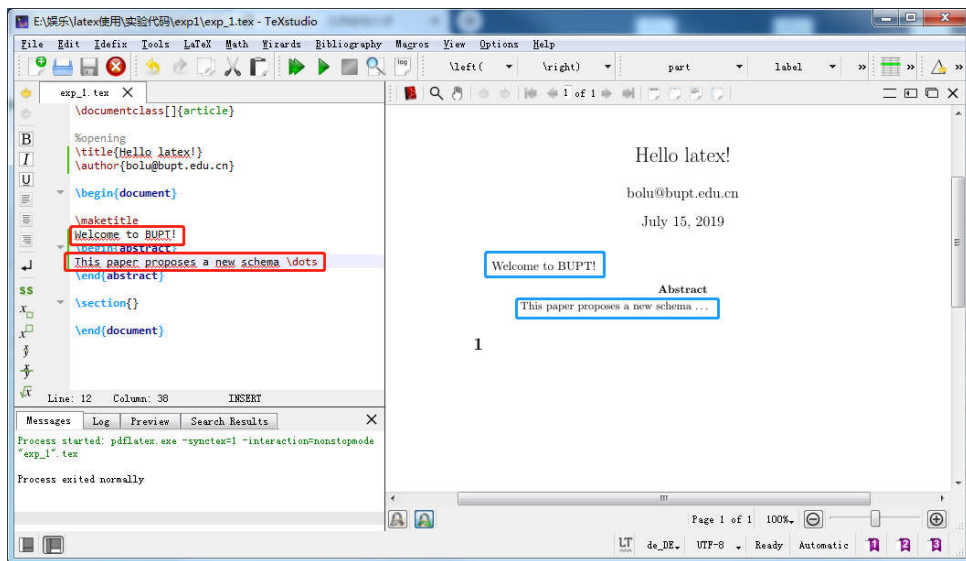 E:\娱乐\latex使用\实验代码\exp1\exp_1.tex - TeXstudio
File Edit Idefix Tools LaTeX Math Wizards Bibliography Macros View Options Help
log \left( \right) part label » » »
exp_1.tex
1 of 1
\documentclass[]{article}
%opening
\title{Hello latex!}
\author{bolu@bupt.edu.cn}
\begin{document}
\maketitle
Welcome to BUPT!
\begin{abstract}
This paper proposes a new schema \dots
\end{abstract}
\section{}
\end{document}
B
I
U
$$
x
x
x
y
x
y
√x
Line: 12 Column: 38 INSERT
Messages Log Preview Search Results
Process started: pdflatex.exe -synctex=1 -interaction=nonstopmode
"exp_1".tex
Process exited normally
Hello latex!
bolu@bupt.edu.cn
July 15, 2019
Welcome to BUPT!
Abstract
This paper proposes a new schema ...
1
Page 1 of 1 100%
LT de_DE UTF-8 Ready Automatic 1 2 3